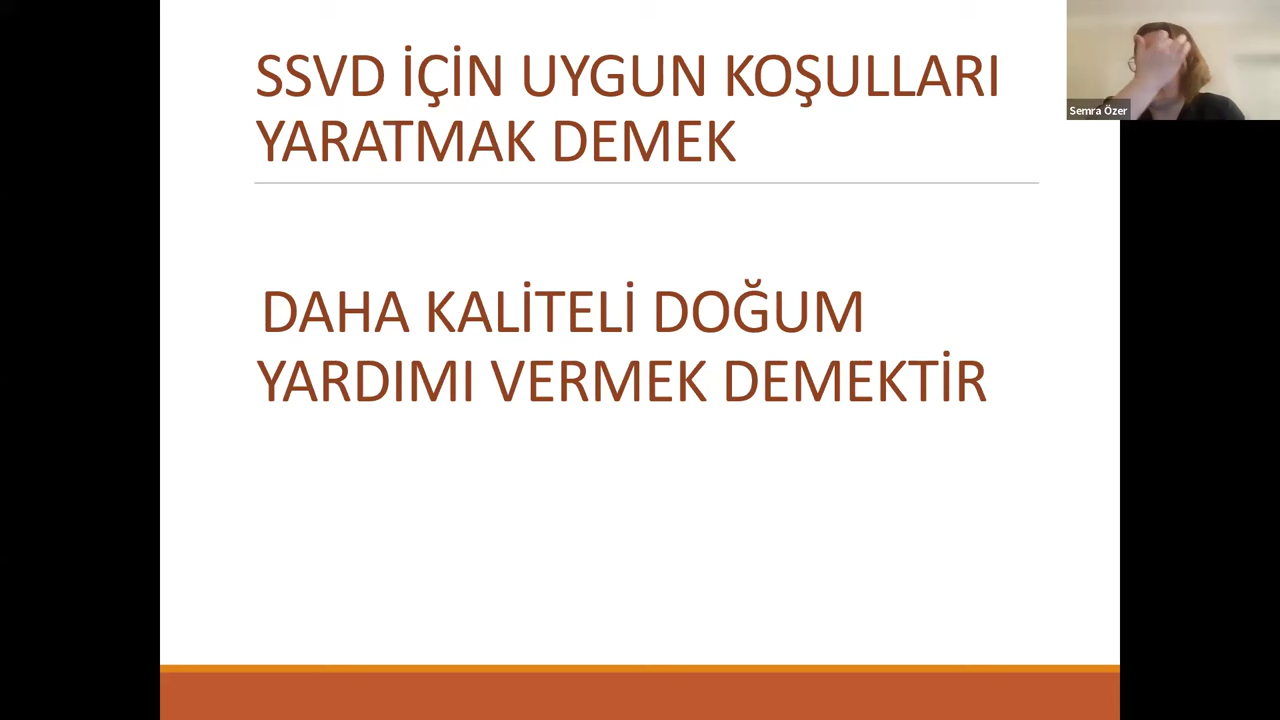 SSVD İÇİN UYGUN KOŞULLARI
YARATMAK DEMEK
Semra Özer
DAHA KALİTELİ DOĞUM
YARDIMI VERMEK DEMEKTİR